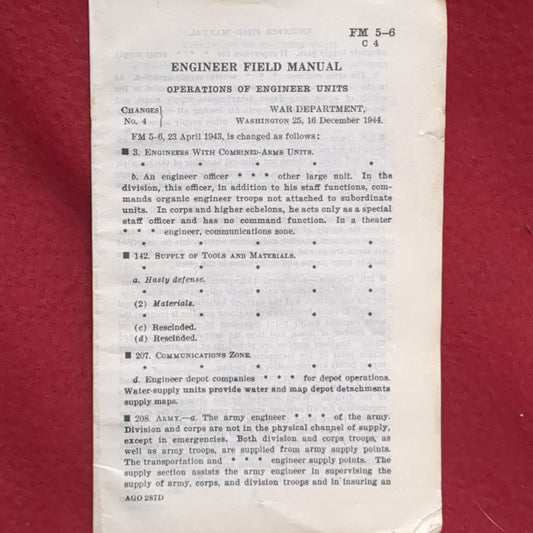 FM 5–6
C 4
ENGINEER FIELD MANUAL
OPERATIONS OF ENGINEER UNITS
CHANGES} WAR DEPARTMENT,
No. 4 } WASHINGTON 25, 16 December 1944.
FM 5–6, 23 April 1943, is changed as follows:
■ 3. ENGINEERS WITH COMBINED-ARMS UNITS.
* * * * *
b. An engineer officer * * * other large unit. In the
division, this officer, in addition to his staff functions, com-
mands organic engineer troops not attached to subordinate
units. In corps and higher echelons, he acts only as a special
staff officer and has no command function. In a theater
* * * engineer, communications zone.
* * * * *
■ 142. SUPPLY OF TOOLS AND MATERIALS.
* * * * *
a. Hasty defense.
* * * * *
(2) Materials.
* * * * *
(c) Rescinded.
(d) Rescinded.
■ 207. COMMUNICATIONS ZONE.
* * * * *
d. Engineer depot companies * * * for depot operations.
Water-supply units provide water and map depot detachments
supply maps.
■ 208. ARMY.—a. The army engineer * * * of the army.
Division and corps are not in the physical channel of supply,
except in emergencies. Both division and corps troops, as
well as army troops, are supplied from army supply points.
The transportation and * * * engineer supply points. The
supply section assists the army engineer in supervising the
supply of army, corps, and division troops and in insuring an
AGO 287D